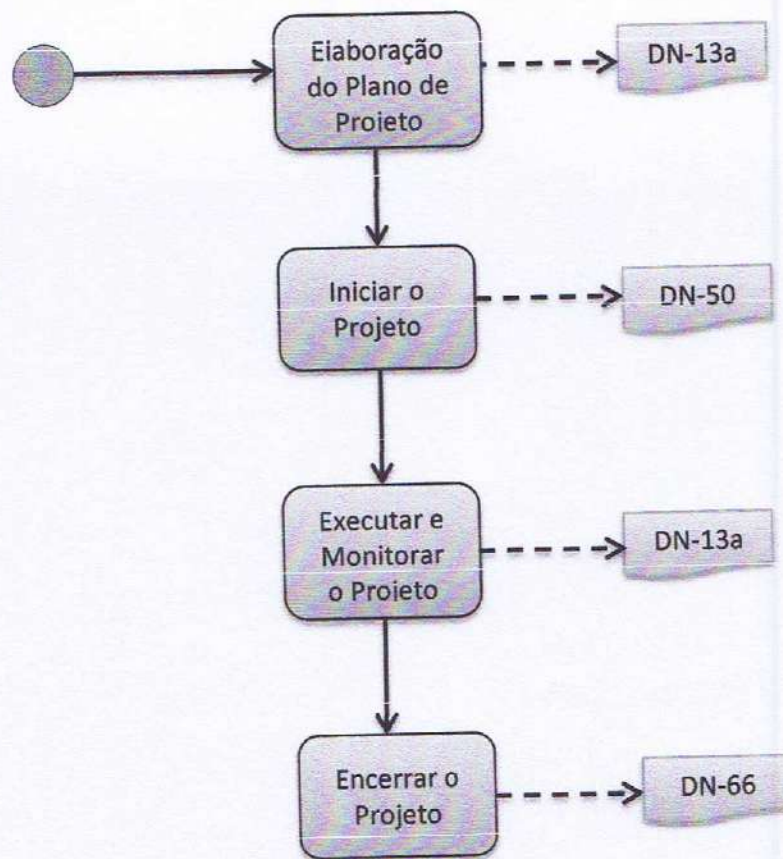 Elaboração
do Plano de
Projeto
DN-13a
Iniciar o
Projeto
DN-50
Executar e
Monitorar
o Projeto
DN-13a
Encerrar o
Projeto
DN-66